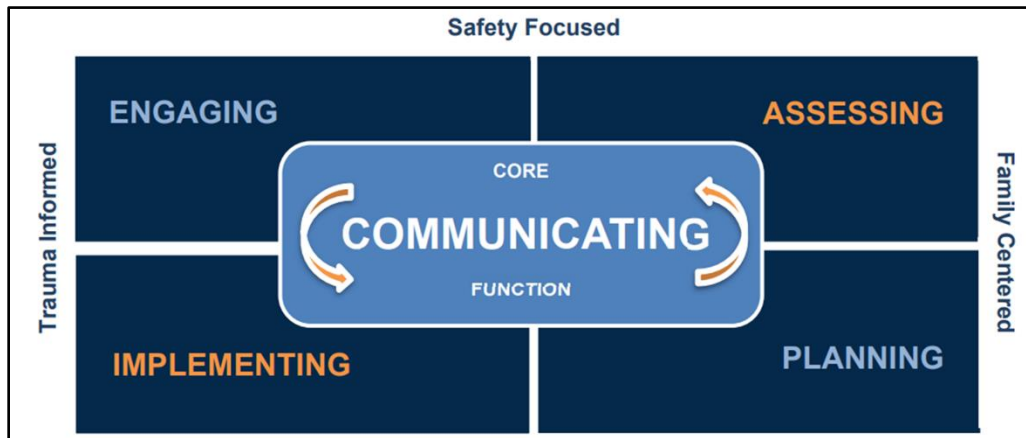 Safety Focused
ENGAGING
ASSESSING
Trauma Informed
CORE
COMMUNICATING
FUNCTION
Family Centered
IMPLEMENTING
PLANNING